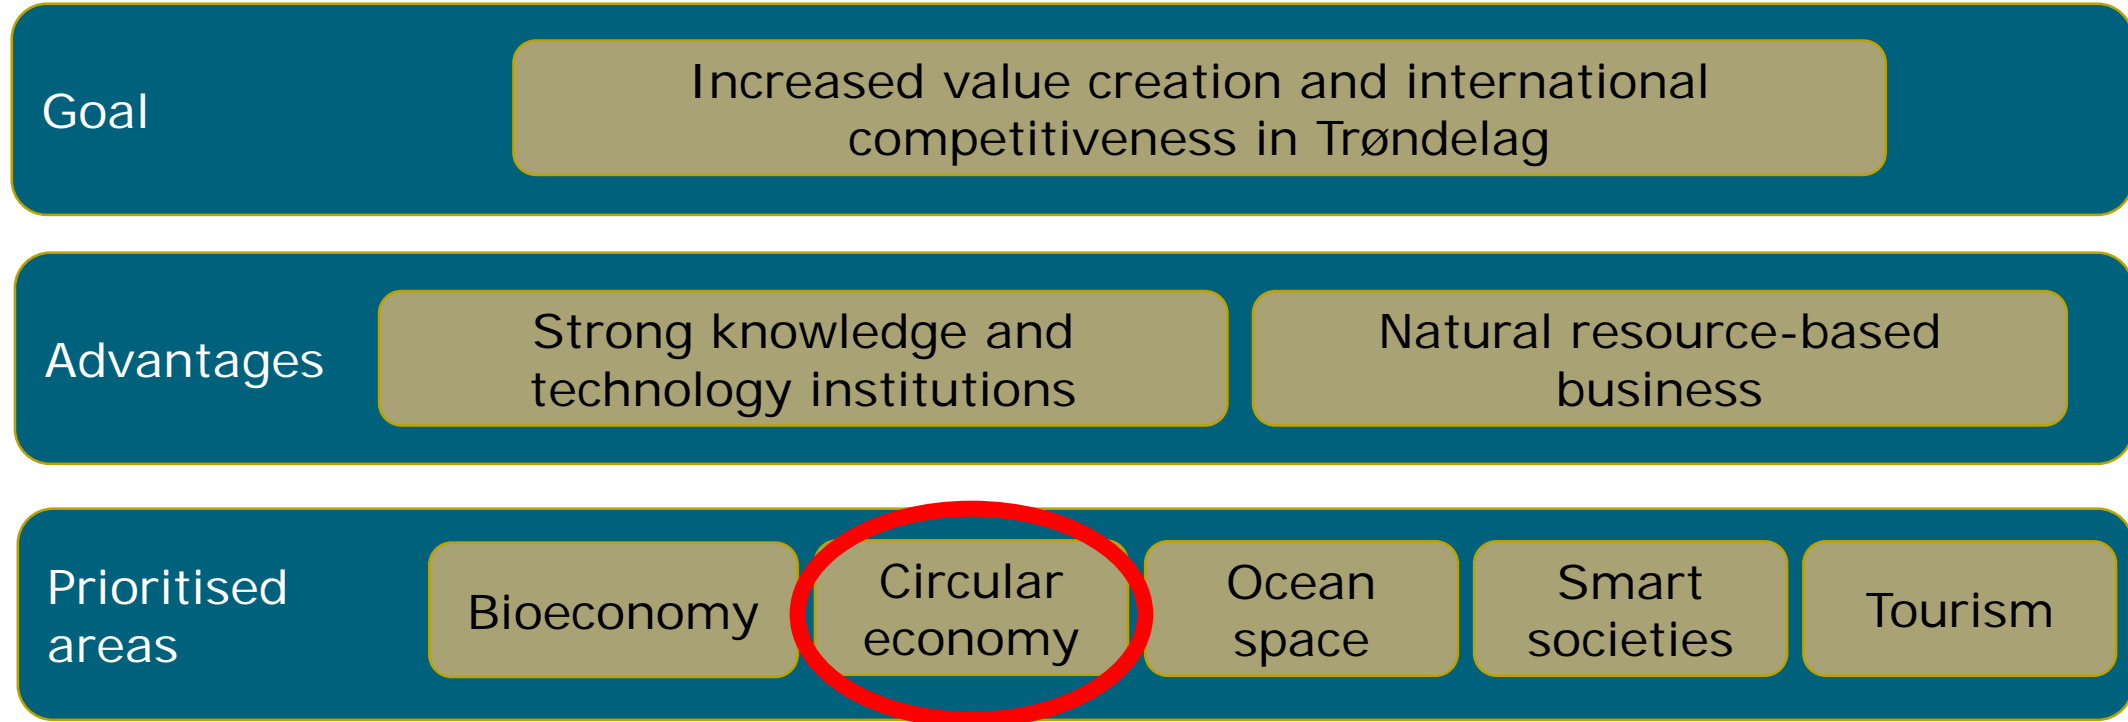 Goal
Increased value creation and international
competitiveness in Trøndelag
Advantages
Strong knowledge and
technology institutions
Natural resource-based
business
Prioritised
areas
Bioeconomy
Circular
economy
Ocean
space
Smart
societies
Tourism